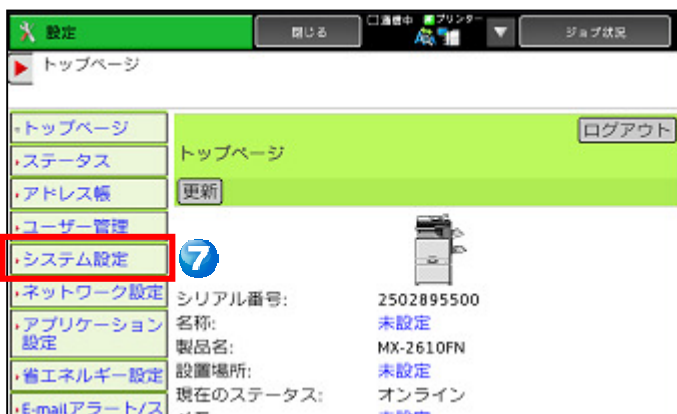 設定
閉じる
通信中 プリンター
ジョブ状況
トップページ
トップページ
ステータス
アドレス帳
ユーザー管理
システム設定
ネットワーク設定
アプリケーション
設定
省エネルギー設定
E-mailアラート/ス
7
ログアウト
トップページ
更新
シリアル番号: 2502895500
名称: 未設定
製品名: MX-2610FN
設置場所: 未設定
現在のステータス: オンライン